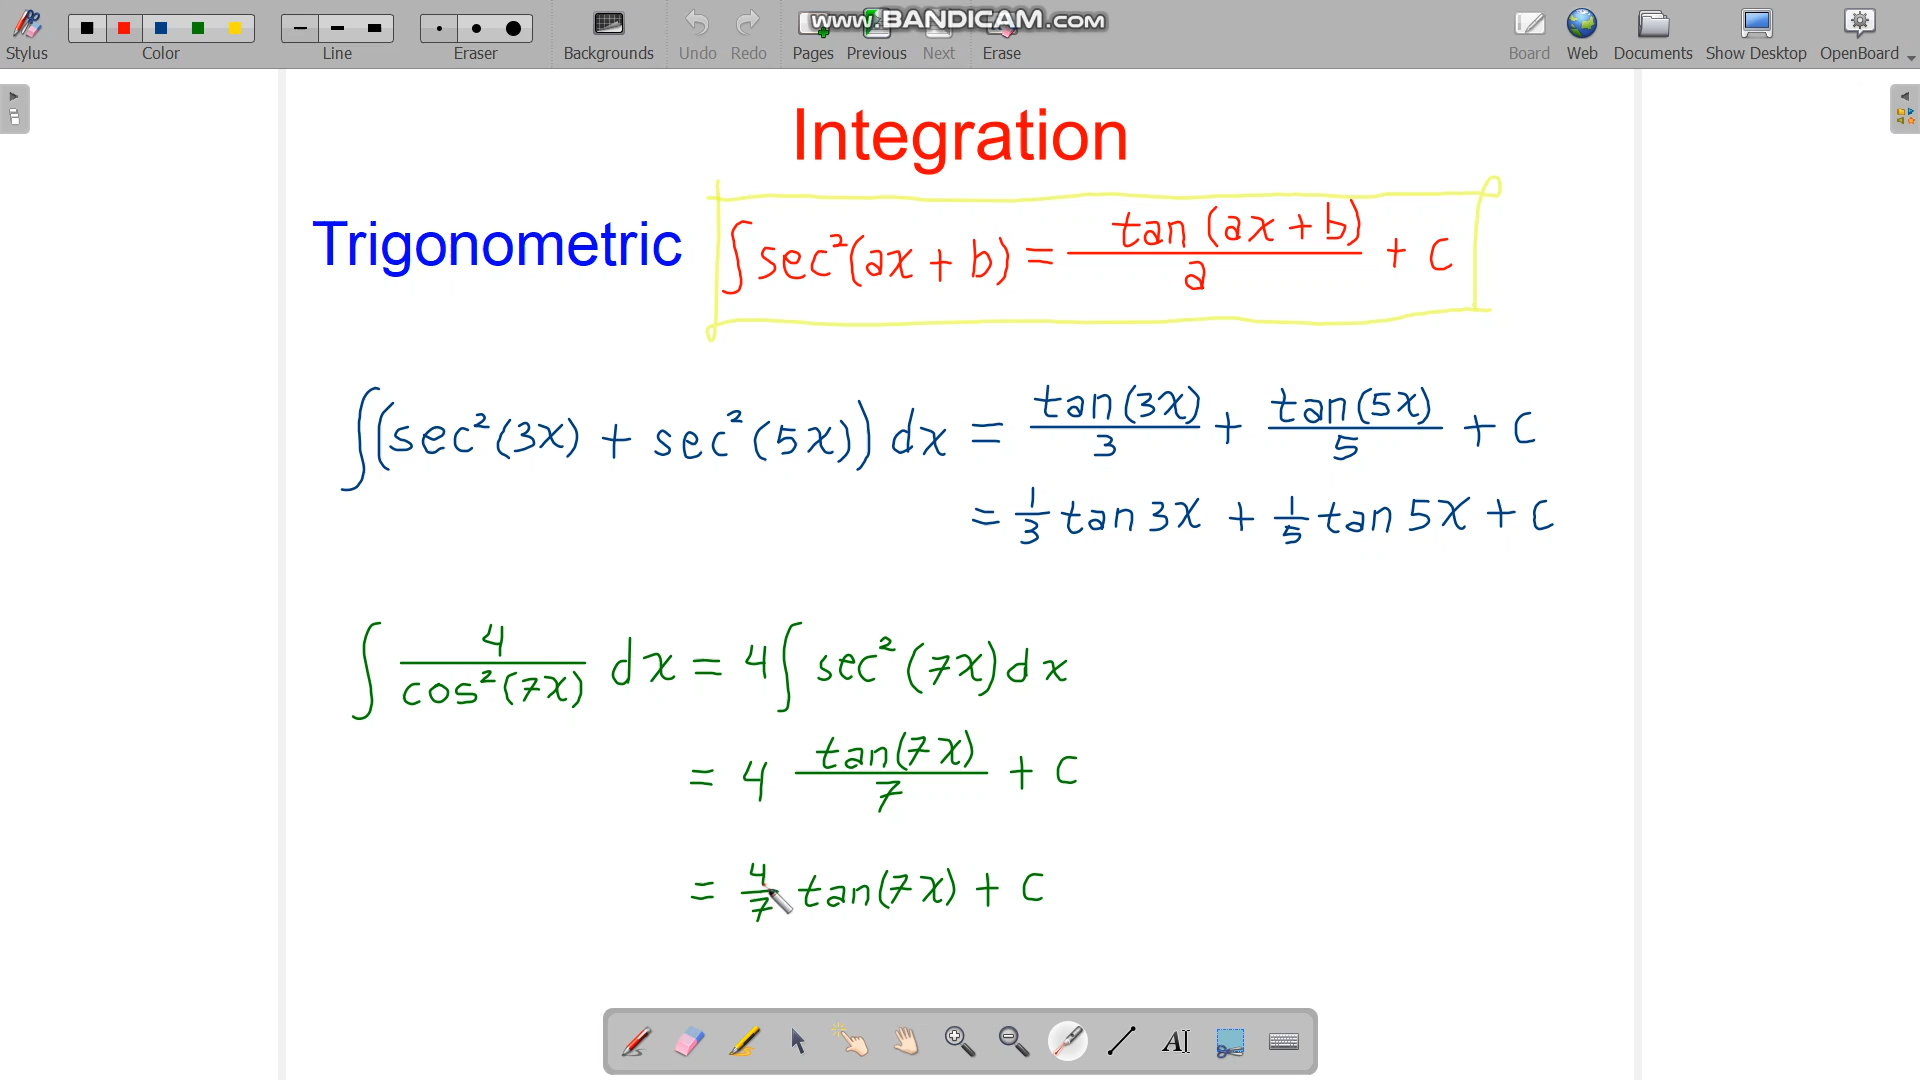 www.BANDICAM.com
Stylus Color Line Eraser Backgrounds Undo Redo Pages Previous Next Erase Board Web Documents Show Desktop OpenBoard
Integration
Trigonometric ∫sec²(ax + b) = tan (ax + b)/a + c
∫(sec²(3x) + sec²(5x)) dx = tan(3x)/3 + tan(5x)/5 + c
= 1/3 tan 3x + 1/5 tan 5x + c
∫ 4/cos²(7x) dx = 4∫ sec²(7x) dx
= 4 tan(7x)/7 + c
= 4/7 tan(7x) + c
AI